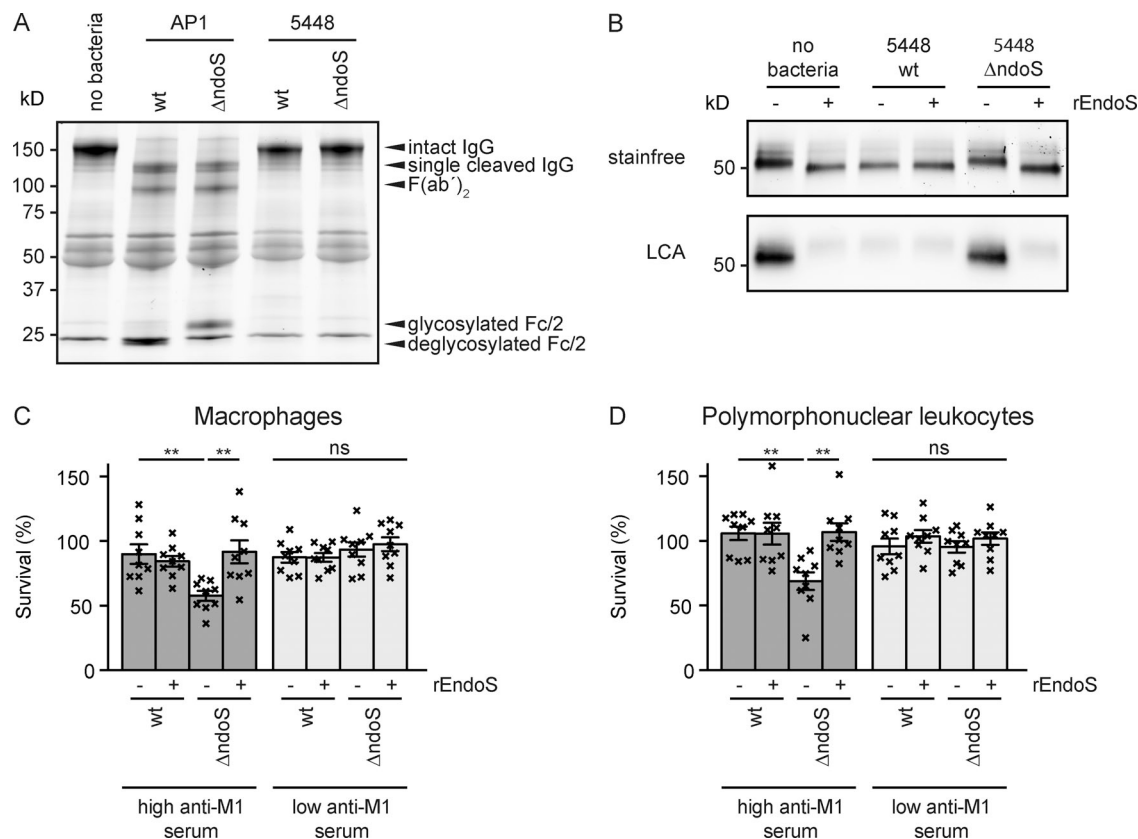 A
AP1
5448
no bacteria
wt
ΔndoS
wt
ΔndoS
kD
150
100
75
50
37
25
intact IgG
single cleaved IgG
F(ab´)2
glycosylated Fc/2
deglycosylated Fc/2
B
no
bacteria
5448
wt
5448
ΔndoS
kD
- + - + - + rEndoS
stainfree
50
LCA
50
C
Macrophages
** ** ns
Survival (%)
150
100
50
0
- + - + - + - + rEndoS
wt
ΔndoS
wt
ΔndoS
high anti-M1
serum
low anti-M1
serum
D
Polymorphonuclear leukocytes
** ** ns
Survival (%)
150
100
50
0
- + - + - + - + rEndoS
wt
ΔndoS
wt
ΔndoS
high anti-M1
serum
low anti-M1
serum